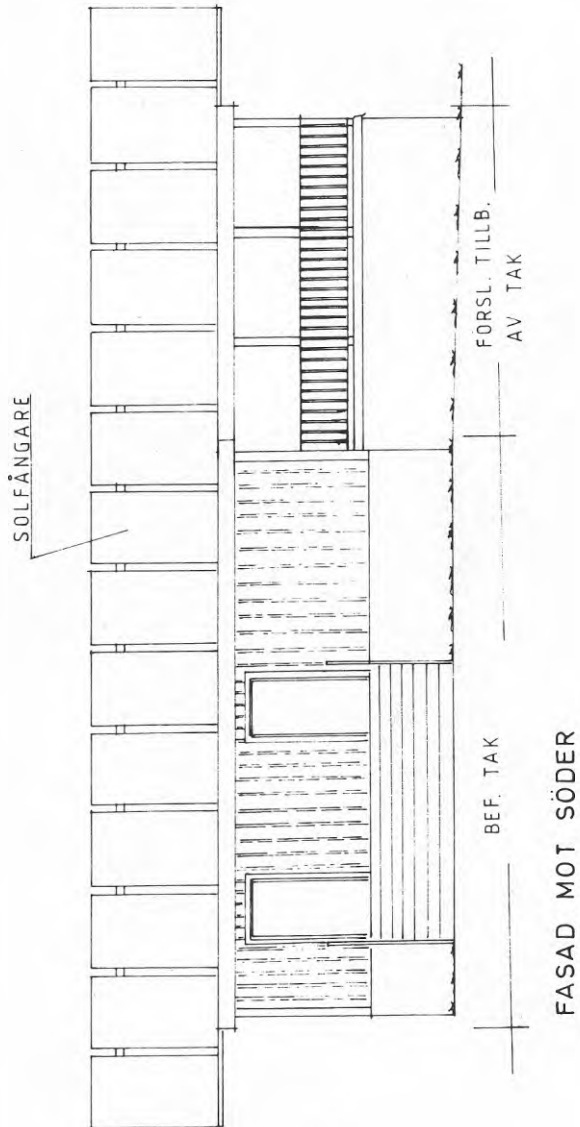 SOLFÅNGARE
BEF. TAK
FÖRSL. TILLB.
AV TAK
FASAD MOT SÖDER